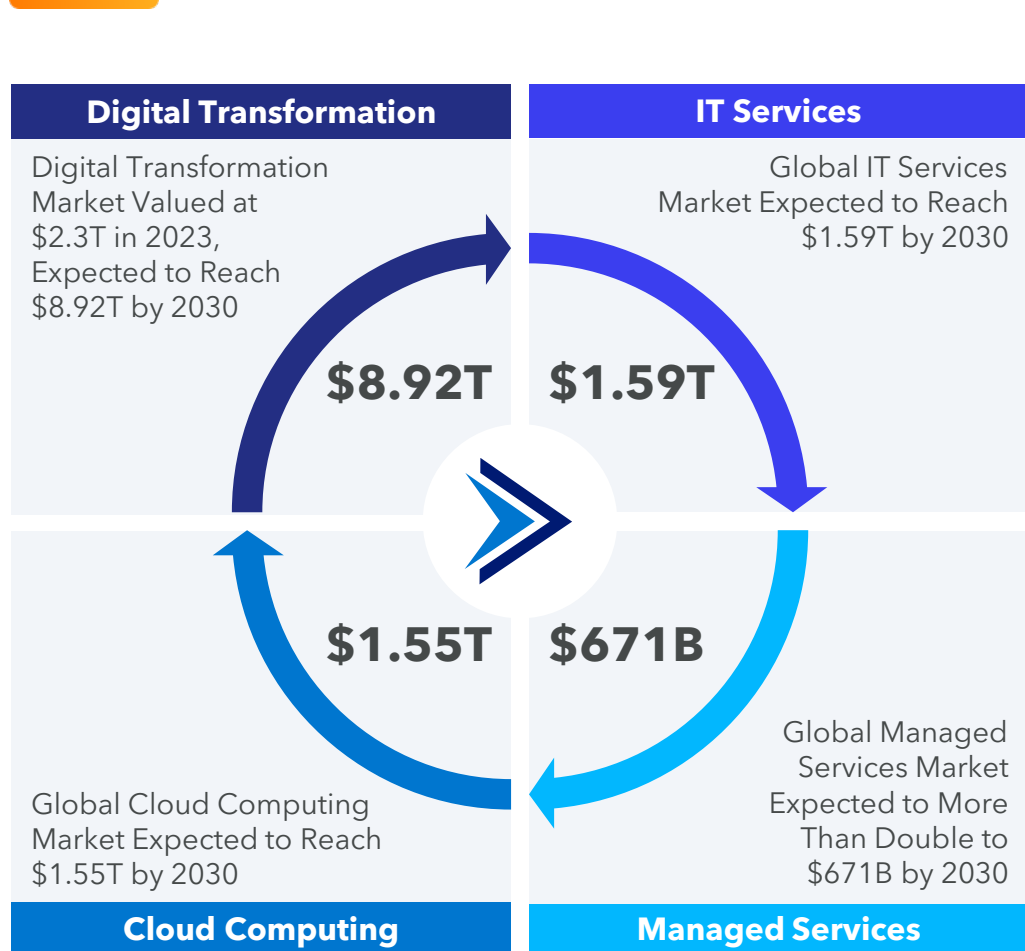 Digital Transformation
Digital Transformation
Market Valued at
$2.3T in 2023,
Expected to Reach
$8.92T by 2030
$8.92T
IT Services
Global IT Services
Market Expected to Reach
$1.59T by 2030
$1.59T
$1.55T
Global Cloud Computing
Market Expected to Reach
$1.55T by 2030
Cloud Computing
$671B
Global Managed
Services Market
Expected to More
Than Double to
$671B by 2030
Managed Services